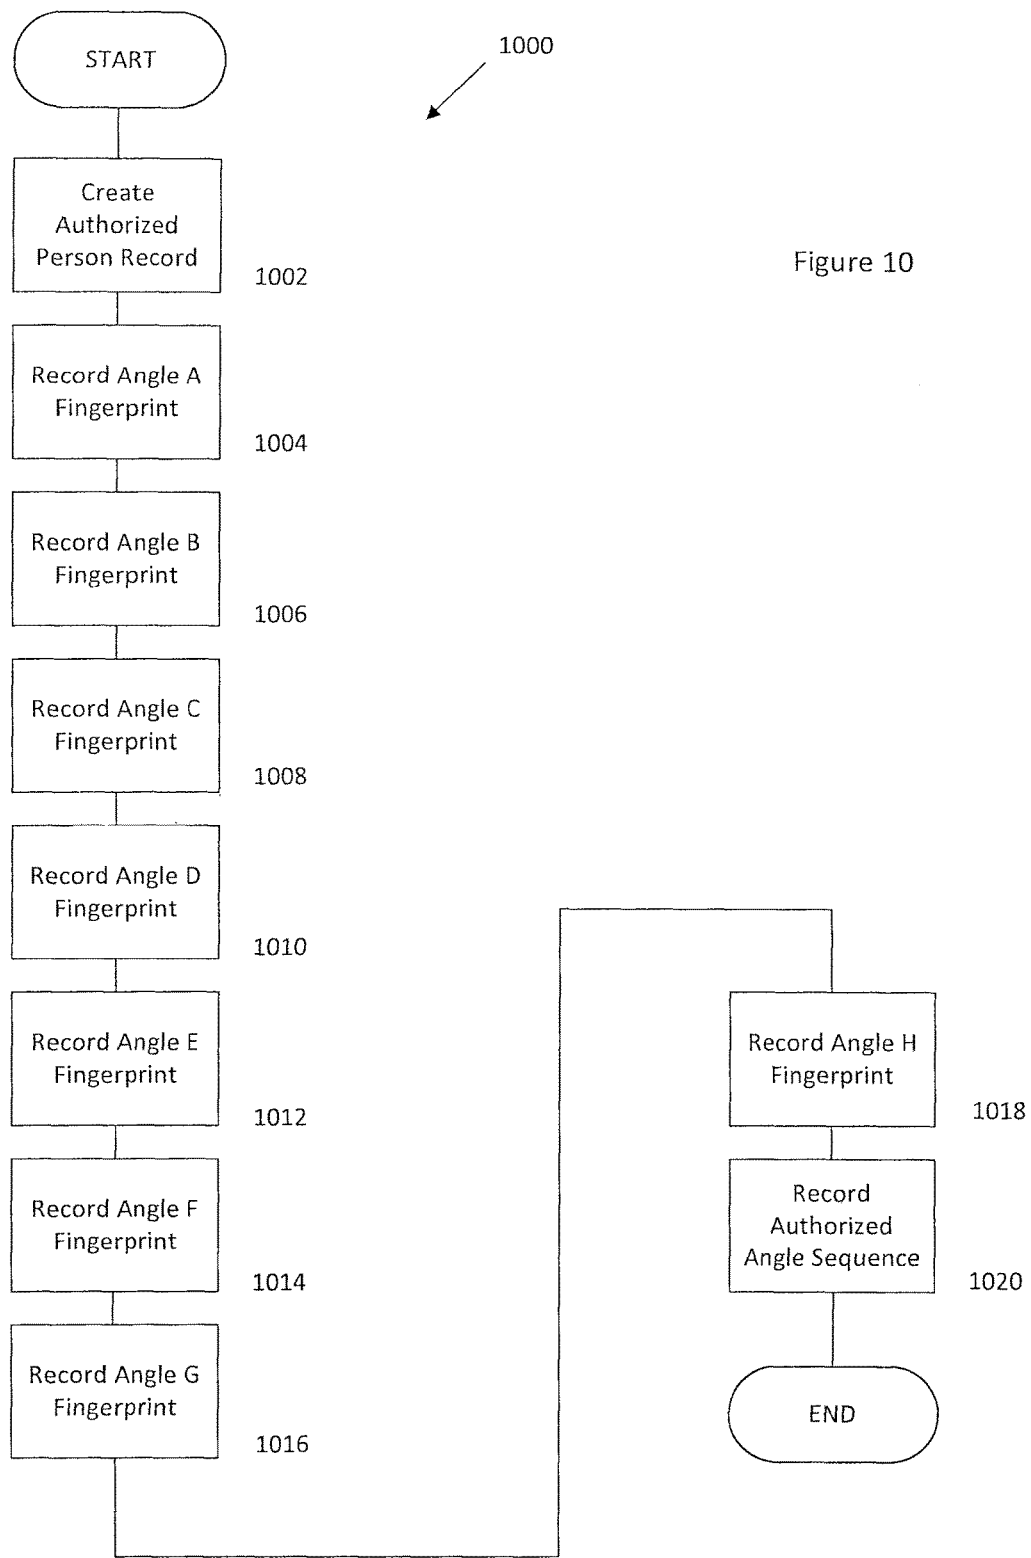 START
1000
Create
Authorized
Person Record
1002
Figure 10
Record Angle A
Fingerprint
1004
Record Angle B
Fingerprint
1006
Record Angle C
Fingerprint
1008
Record Angle D
Fingerprint
1010
Record Angle E
Fingerprint
1012
Record Angle F
Fingerprint
1014
Record Angle G
Fingerprint
1016
Record Angle H
Fingerprint
1018
Record
Authorized
Angle Sequence
1020
END